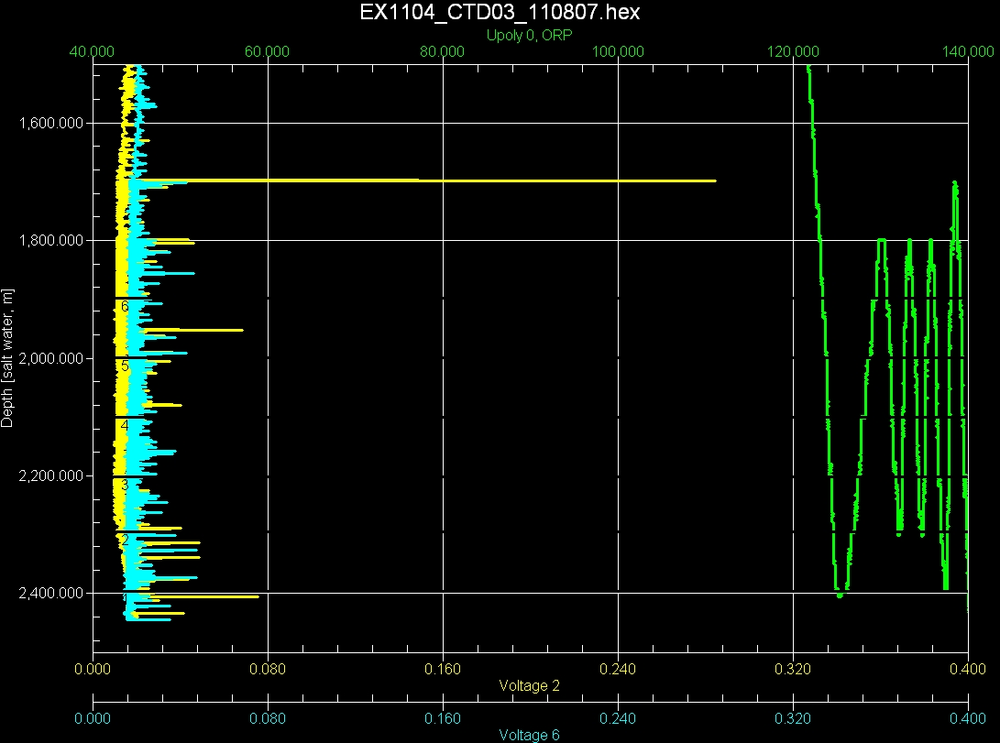 EX1104_CTD03_110807.hex
Upoly 0, ORP
40.000 60.000 80.000 100.000 120.000 140.000
Depth [salt water, m]
1,600.000
1,800.000
6
2,000.000
5
4
2,200.000
3
2
2,400.000
0.000 0.080 0.160 0.240 0.320 0.400
Voltage 2
0.000 0.080 0.160 0.240 0.320 0.400
Voltage 6